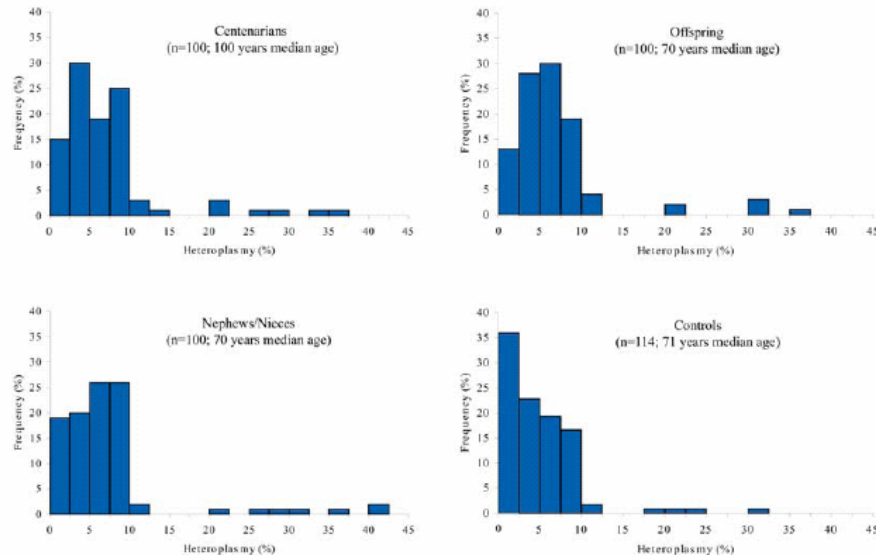 Centenarians
(n=100; 100 years median age)
Freqyency (%)
40
35
30
25
20
15
10
5
0
0 5 10 15 20 25 30 35 40 45
Heteroplasmy (%)
Offspring
(n=100; 70 years median age)
Frequency (%)
40
35
30
25
20
15
10
5
0
0 5 10 15 20 25 30 35 40 45
Heteroplasmy (%)
Nephews/Nieces
(n=100; 70 years median age)
Frequency (%)
40
35
30
25
20
15
10
5
0
0 5 10 15 20 25 30 35 40 45
Heteroplasmy (%)
Controls
(n=114; 71 years median age)
Frequency (%)
40
35
30
25
20
15
10
5
0
0 5 10 15 20 25 30 35 40 45
Heteroplasmy (%)